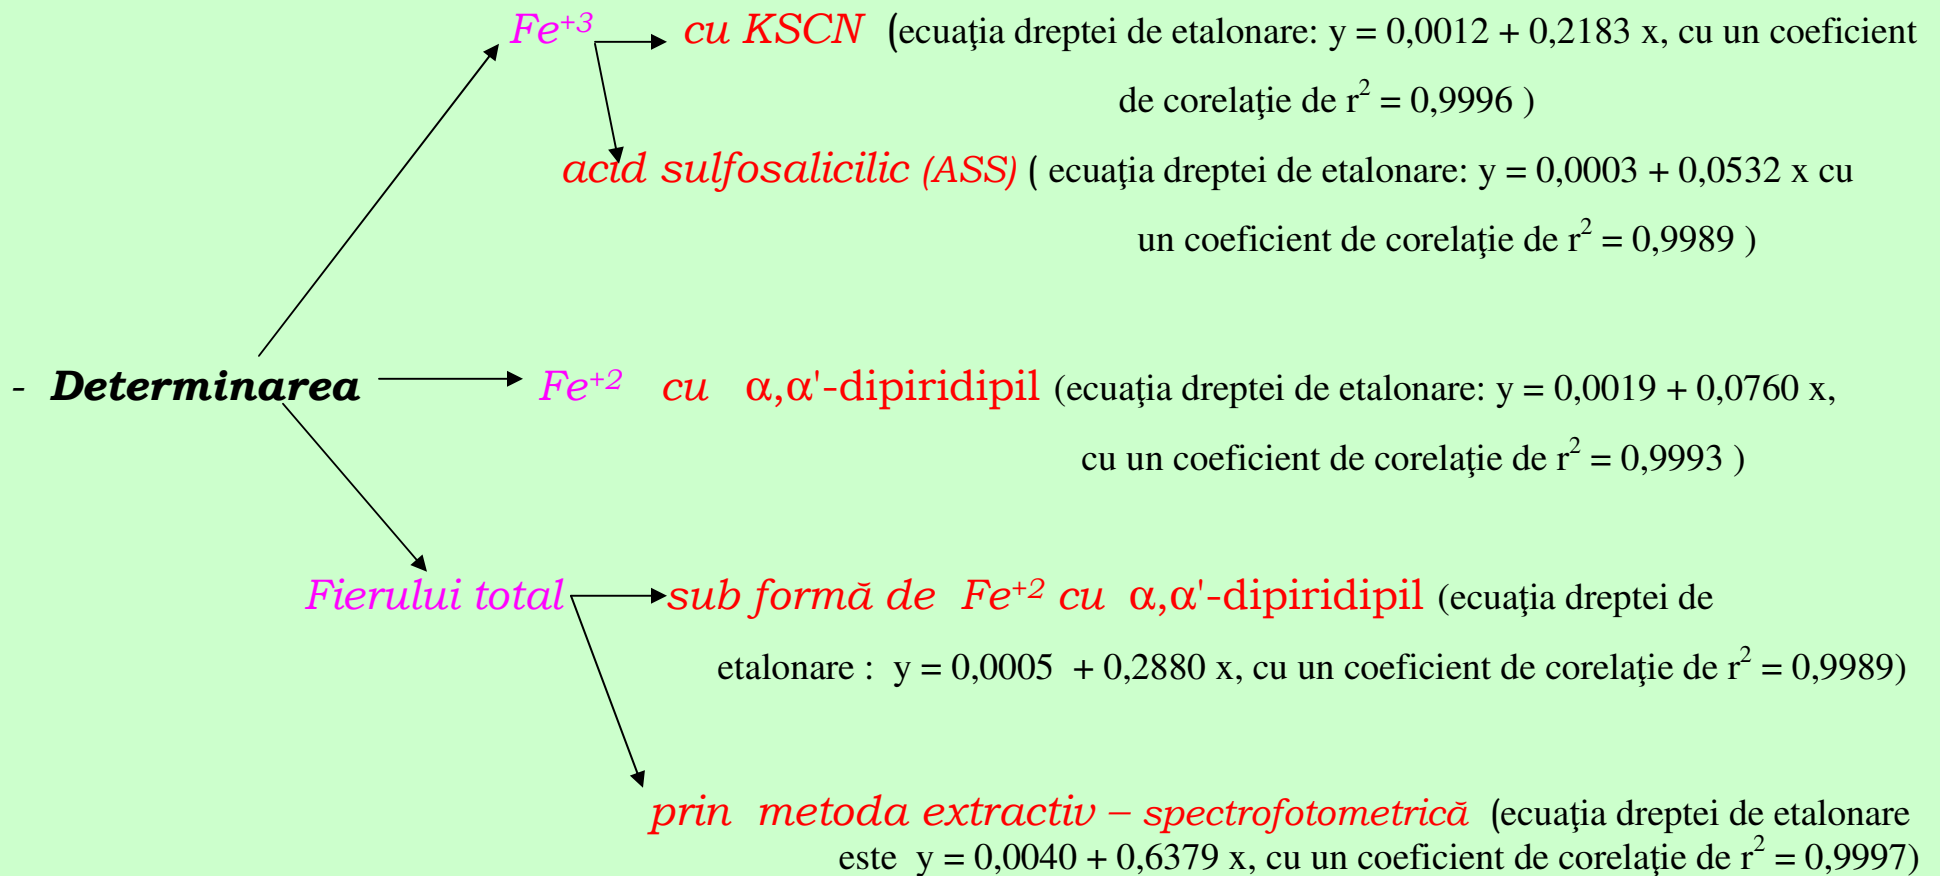 Fe+3 cu KSCN (ecuaţia dreptei de etalonare: y = 0,0012 + 0,2183 x, cu un coeficient
de corelaţie de r2 = 0,9996 )
acid sulfosalicilic (ASS) ( ecuaţia dreptei de etalonare: y = 0,0003 + 0,0532 x cu
un coeficient de corelaţie de r2 = 0,9989 )
- Determinarea Fe+2 cu α,α'-dipiridipil (ecuaţia dreptei de etalonare: y = 0,0019 + 0,0760 x,
cu un coeficient de corelaţie de r2 = 0,9993 )
Fierului total sub formă de Fe+2 cu α,α'-dipiridipil (ecuaţia dreptei de
etalonare : y = 0,0005 + 0,2880 x, cu un coeficient de corelaţie de r2 = 0,9989)
prin metoda extractiv – spectrofotometrică (ecuaţia dreptei de etalonare
este y = 0,0040 + 0,6379 x, cu un coeficient de corelaţie de r2 = 0,9997)